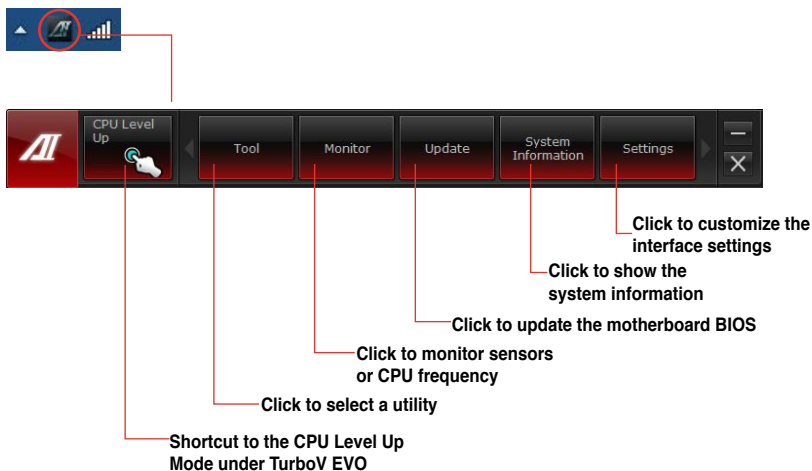 CPU Level
Up
Tool
Monitor
Update
System
Information
Settings
Click to customize the
interface settings
Click to show the
system information
Click to update the motherboard BIOS
Click to monitor sensors
or CPU frequency
Click to select a utility
Shortcut to the CPU Level Up
Mode under TurboV EVO